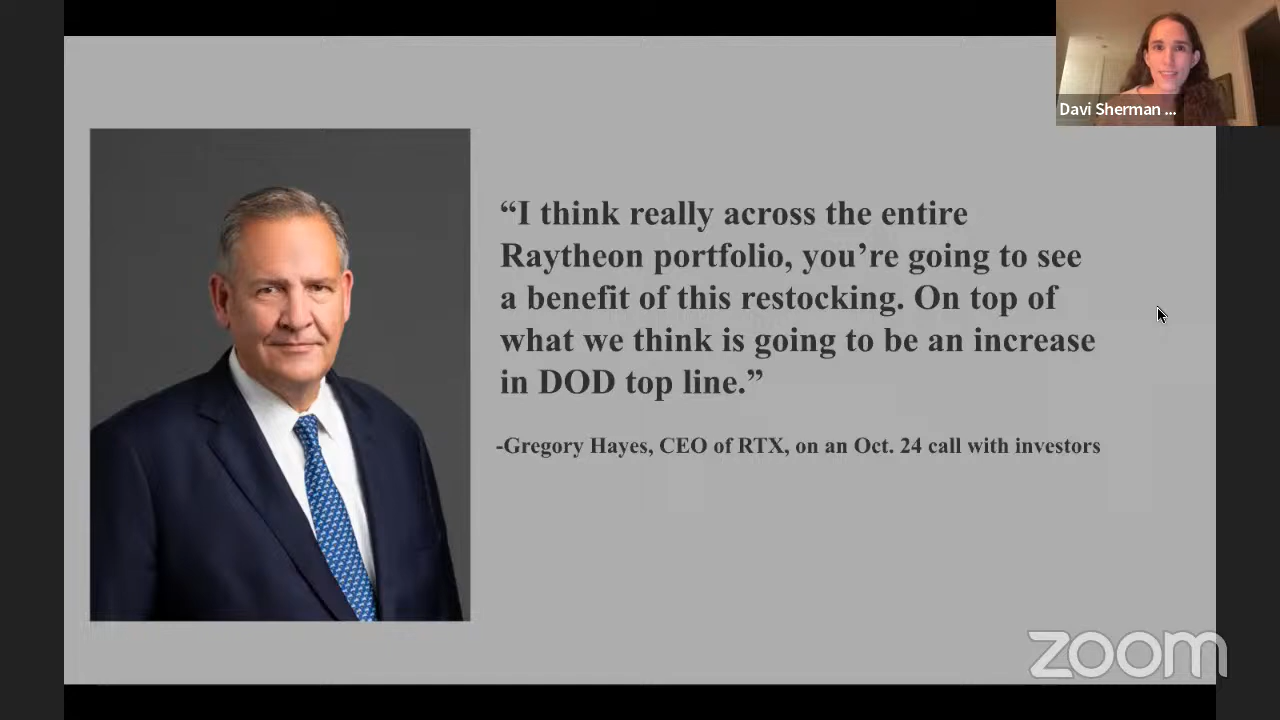 Davi Sherman ...
“I think really across the entire
Raytheon portfolio, you’re going to see
a benefit of this restocking. On top of
what we think is going to be an increase
in DOD top line.”
-Gregory Hayes, CEO of RTX, on an Oct. 24 call with investors
zoom